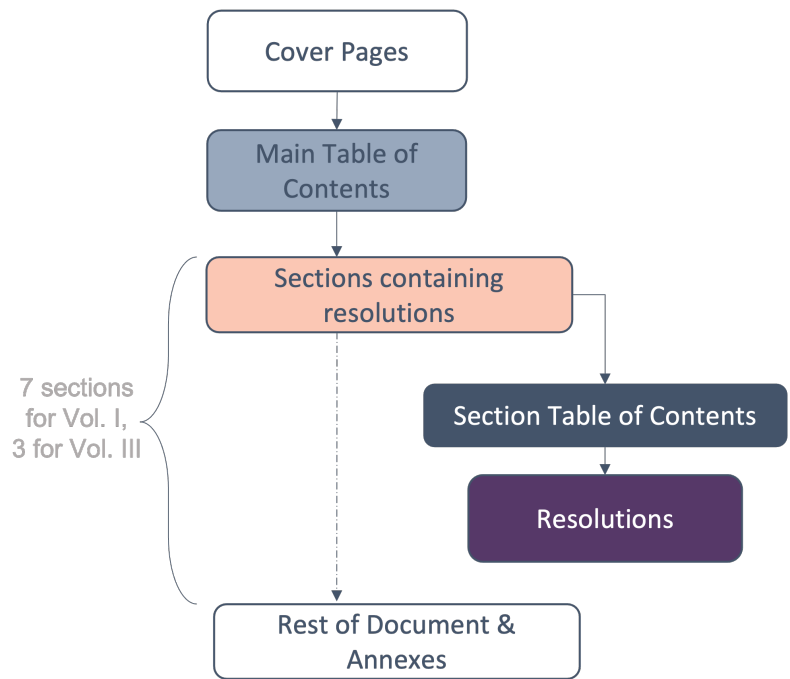 Cover Pages
Main Table of
Contents
Sections containing
resolutions
7 sections
for Vol. I,
3 for Vol. III
Section Table of Contents
Resolutions
Rest of Document &
Annexes